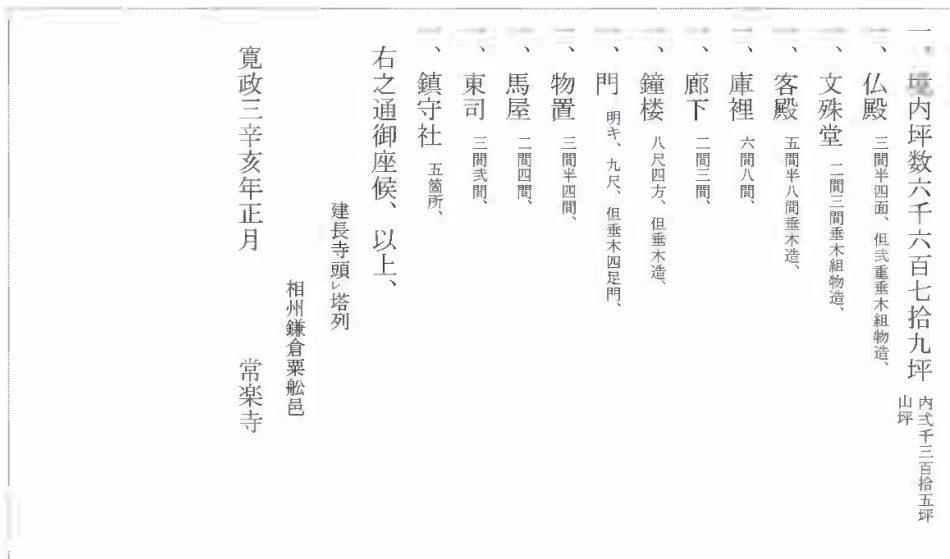 一、境内坪数六千六百七拾九坪 内弐千三百拾五坪山坪
一、仏殿 三間半四面、但弐重垂木組物造、
一、文殊堂 二間三間垂木組物造、
一、客殿 五間半八間垂木造、
一、庫裡 六間八間、
一、廊下 二間三間、
一、鐘楼 八尺四方、但垂木造、
一、門 明キ、九尺、但垂木四足門、
一、物置 三間半四間、
一、馬屋 二間四間、
一、東司 三間弐間、
一、鎮守社 五箇所、
右之通御座候、以上、
建長寺頭レ塔列
相州鎌倉粟舩邑
寛政三辛亥年正月 常楽寺